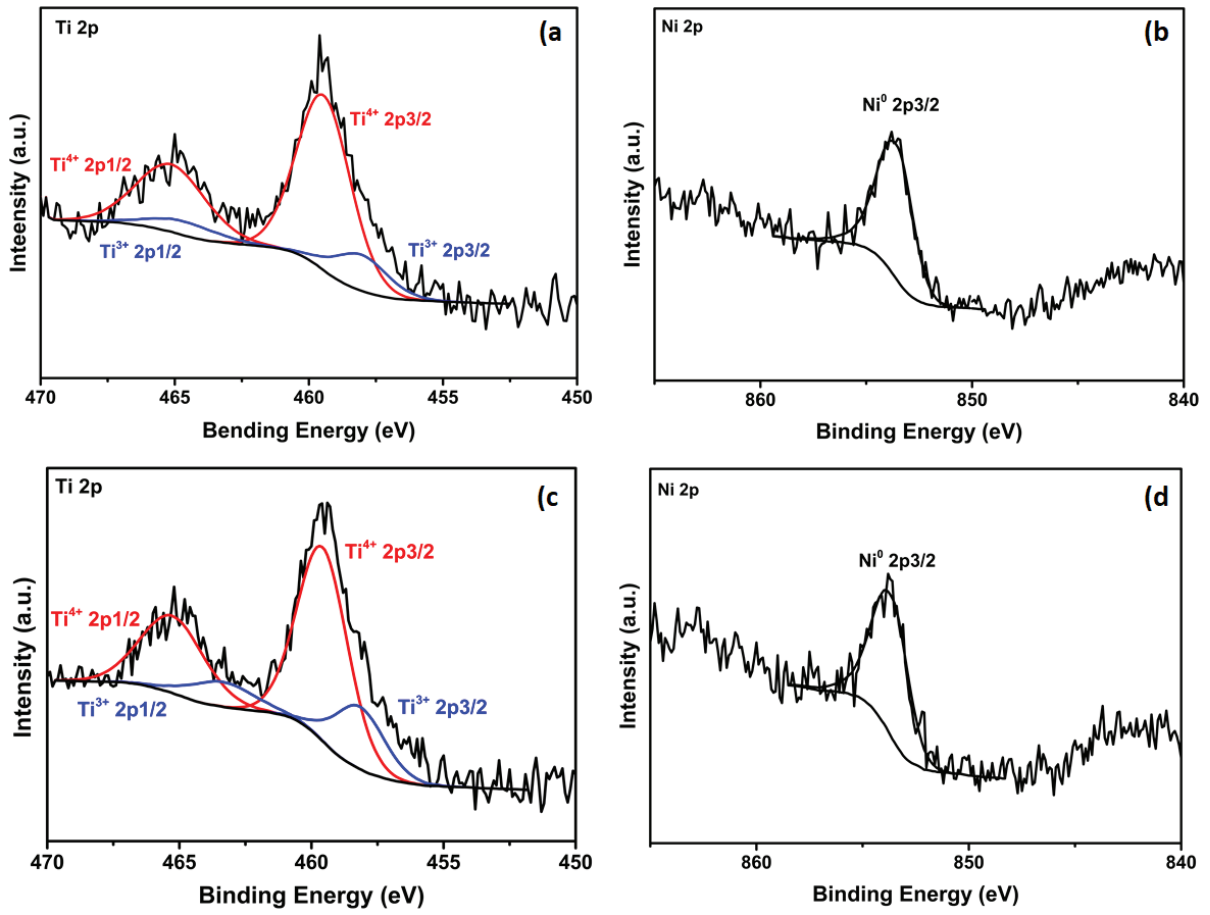 Ti 2p
(a
Ti⁴⁺ 2p3/2
Ti⁴⁺ 2p1/2
Ti³⁺ 2p1/2
Ti³⁺ 2p3/2
Inteensity (a.u.)
470 465 460 455 450
Bending Energy (eV)
Ni 2p
(b
Ni⁰ 2p3/2
Intensity (a.u.)
860 850 840
Binding Energy (eV)
Ti 2p
(c
Ti⁴⁺ 2p3/2
Ti⁴⁺ 2p1/2
Ti³⁺ 2p1/2
Ti³⁺ 2p3/2
Intensity (a.u.)
470 465 460 455 450
Binding Energy (eV)
Ni 2p
(d
Ni⁰ 2p3/2
Intensity (a.u.)
860 850 840
Binding Energy (eV)